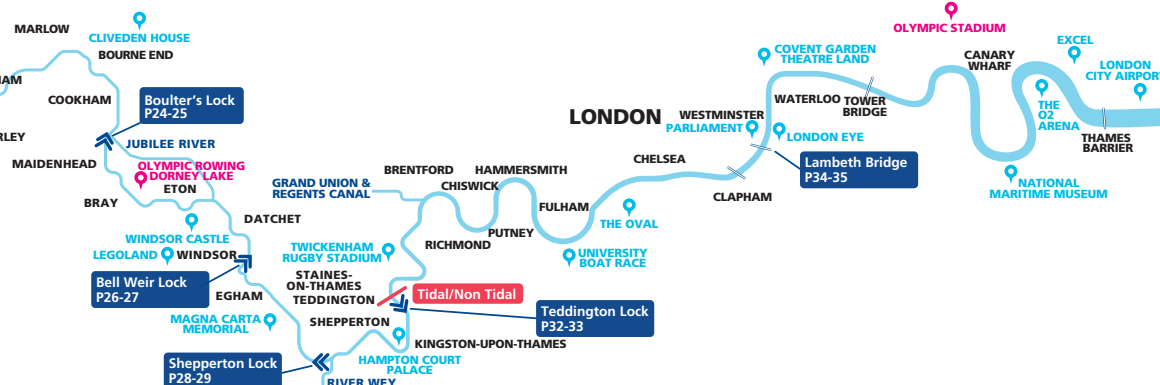 MARLOW
CLIVEDEN HOUSE
BOURNE END
COOKHAM
Boulter's Lock
P24-25
JUBILEE RIVER
MAIDENHEAD
OLYMPIC ROWING
DORNEY LAKE
ETON
BRAY
DATCHET
WINDSOR CASTLE
LEGOLAND
WINDSOR
Bell Weir Lock
P26-27
EGHAM
MAGNA CARTA
MEMORIAL
Shepperton Lock
P28-29
RIVER WEY
GRAND UNION &
REGENTS CANAL
BRENTFORD
CHISWICK
HAMMERSMITH
FULHAM
PUTNEY
RICHMOND
TWICKENHAM
RUGBY STADIUM
STAINES-
ON-THAMES
TEDDINGTON
Tidal/Non Tidal
Teddington Lock
P32-33
SHEPPERTON
KINGSTON-UPON-THAMES
HAMPTON COURT
PALACE
UNIVERSITY
BOAT RACE
THE OVAL
CHELSEA
CLAPHAM
LONDON
WESTMINSTER
PARLIAMENT
LONDON EYE
Lambeth Bridge
P34-35
COVENT GARDEN
THEATRE LAND
WATERLOO
TOWER
BRIDGE
OLYMPIC STADIUM
CANARY
WHARF
EXCEL
LONDON
CITY AIRPORT
THE
O2
ARENA
THAMES
BARRIER
NATIONAL
MARITIME MUSEUM